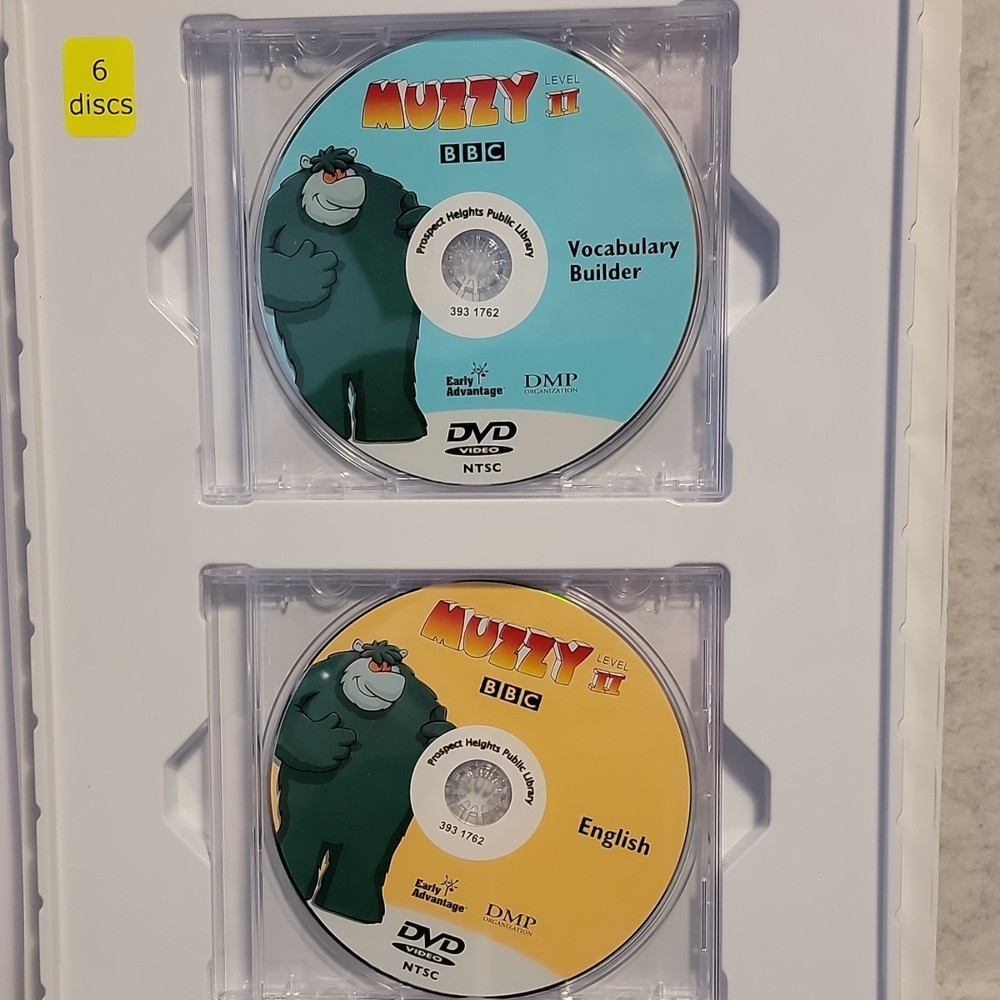 6
discs
MUZZY LEVEL II
BBC
Prospect Heights Public Library
393 1762
Vocabulary
Builder
Early
Advantage
DMP
ORGANIZATION
DVD
VIDEO
NTSC
MUZZY LEVEL II
BBC
Prospect Heights Public Library
393 1762
English
Early
Advantage
DMP
ORGANIZATION
DVD
VIDEO
NTSC